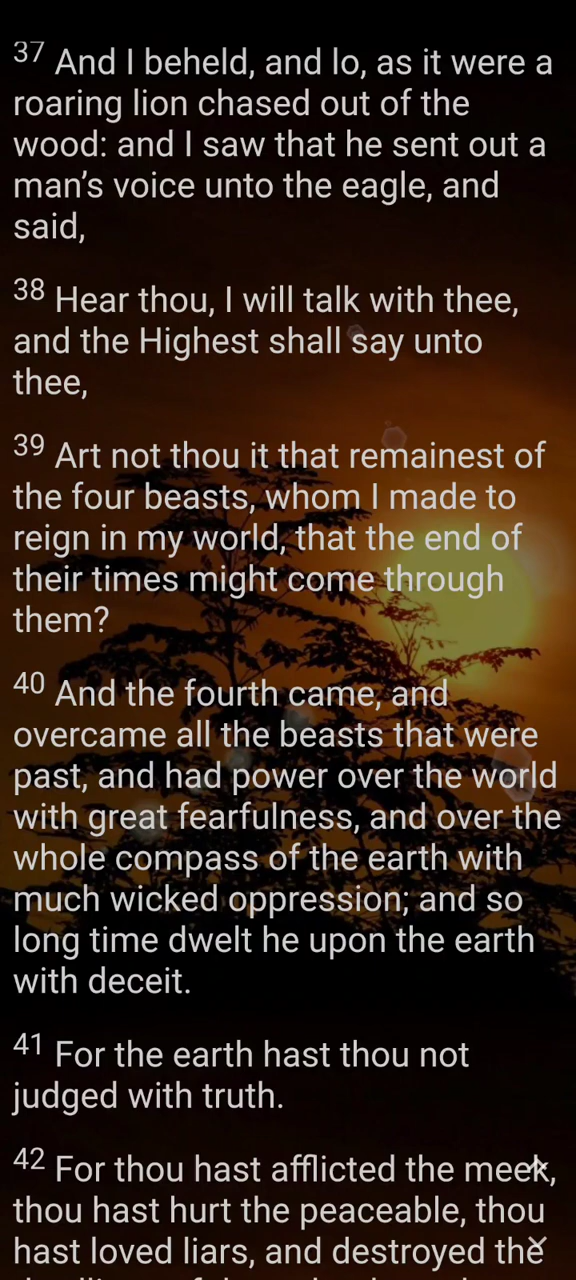 37 And I beheld, and lo, as it were a
roaring lion chased out of the
wood: and I saw that he sent out a
man’s voice unto the eagle, and
said,
38 Hear thou, I will talk with thee,
and the Highest shall say unto
thee,
39 Art not thou it that remainest of
the four beasts, whom I made to
reign in my world, that the end of
their times might come through
them?
40 And the fourth came, and
overcame all the beasts that were
past, and had power over the world
with great fearfulness, and over the
whole compass of the earth with
much wicked oppression; and so
long time dwelt he upon the earth
with deceit.
41 For the earth hast thou not
judged with truth.
42 For thou hast afflicted the meek,
thou hast hurt the peaceable, thou
hast loved liars, and destroyed the